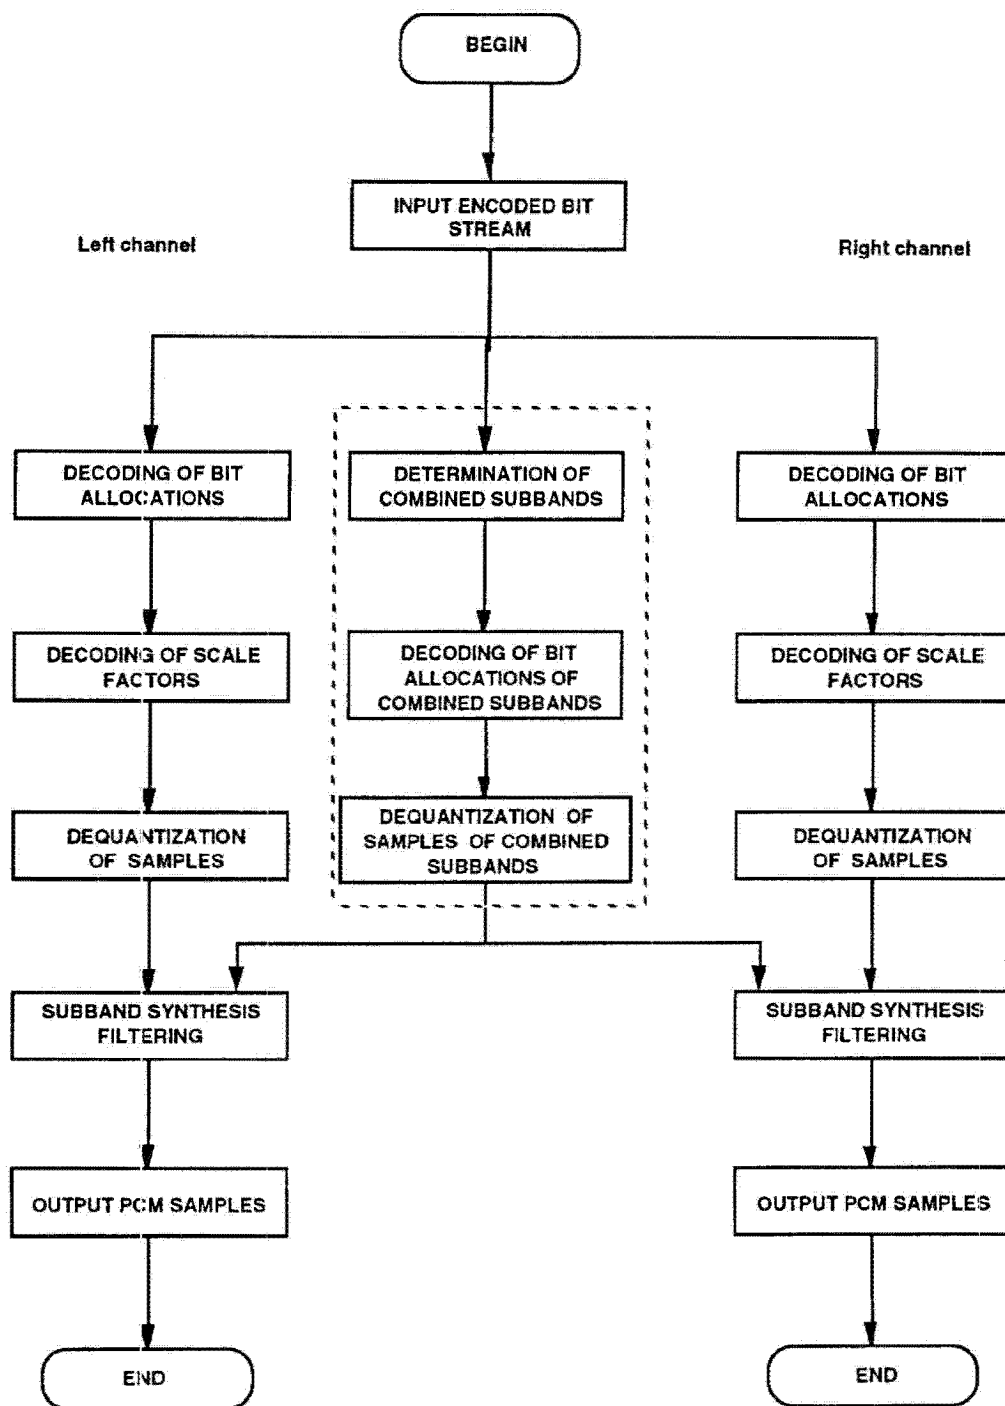 BEGIN
INPUT ENCODED BIT
STREAM
Left channel
Right channel
DECODING OF BIT
ALLOCATIONS
DETERMINATION OF
COMBINED SUBBANDS
DECODING OF BIT
ALLOCATIONS
DECODING OF SCALE
FACTORS
DECODING OF BIT
ALLOCATIONS OF
COMBINED SUBBANDS
DECODING OF SCALE
FACTORS
DEQUANTIZATION
OF SAMPLES
DEQUANTIZATION OF
SAMPLES OF COMBINED
SUBBANDS
DEQUANTIZATION
OF SAMPLES
SUBBAND SYNTHESIS
FILTERING
SUBBAND SYNTHESIS
FILTERING
OUTPUT PCM SAMPLES
OUTPUT PCM SAMPLES
END
END